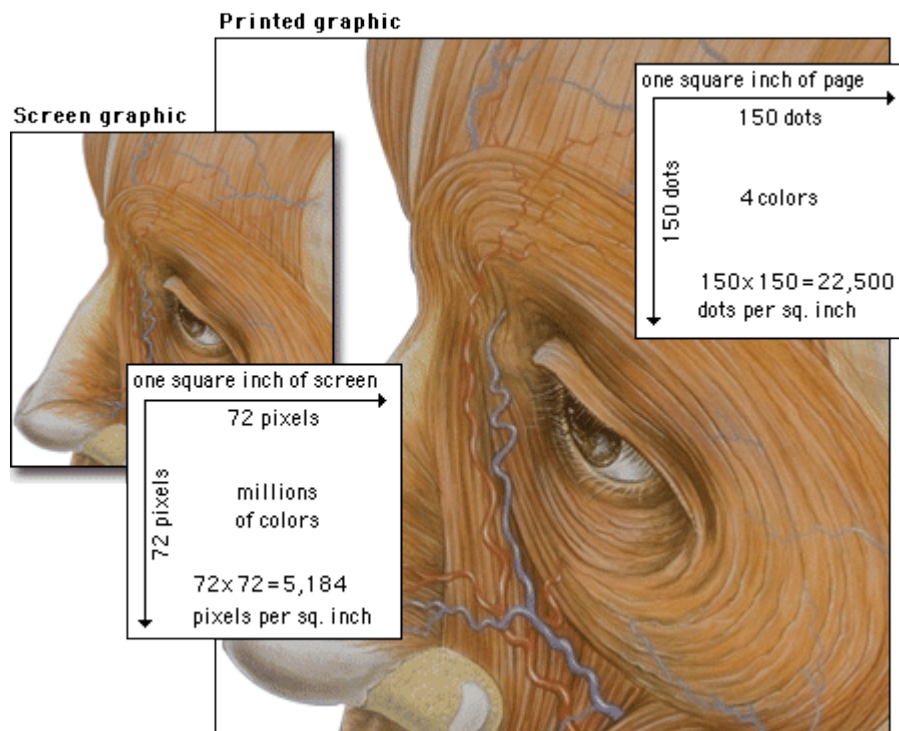 Printed graphic
one square inch of page
150 dots
150 dots
4 colors
150x150=22,500
dots per sq. inch
Screen graphic
one square inch of screen
72 pixels
72 pixels
millions
of colors
72x72=5,184
pixels per sq. inch